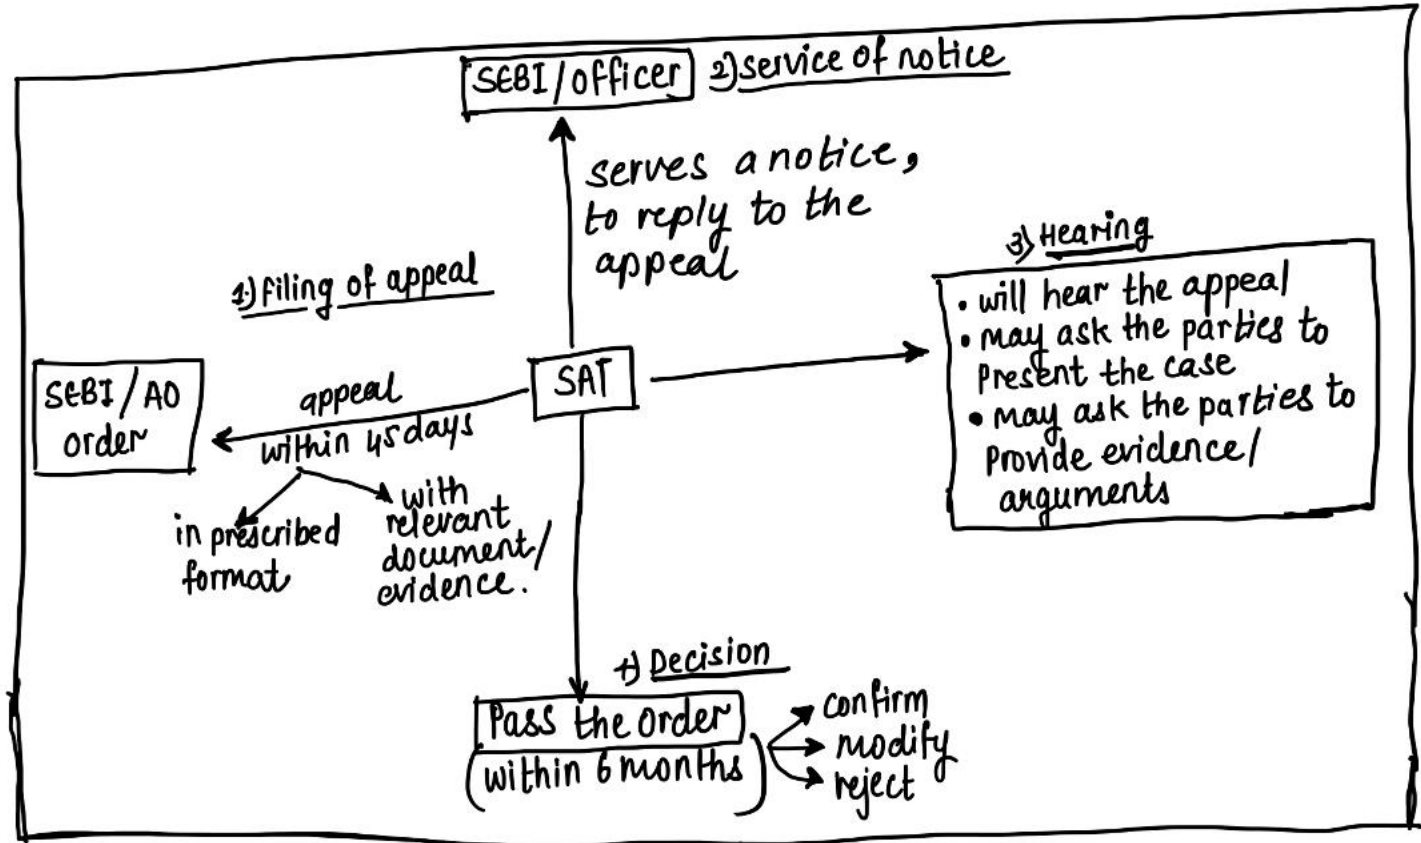 SEBI/officer
2) service of notice
serves a notice,
to reply to the
appeal
1.) filing of appeal
SEBI/AO
order
appeal
within 45 days
in prescribed
format
with
relevant
document/
evidence.
SAT
3) Hearing
• will hear the appeal
• may ask the parties to
present the case
• may ask the parties to
Provide evidence/
arguments
4) Decision
Pass the order
(within 6 months)
confirm
modify
reject